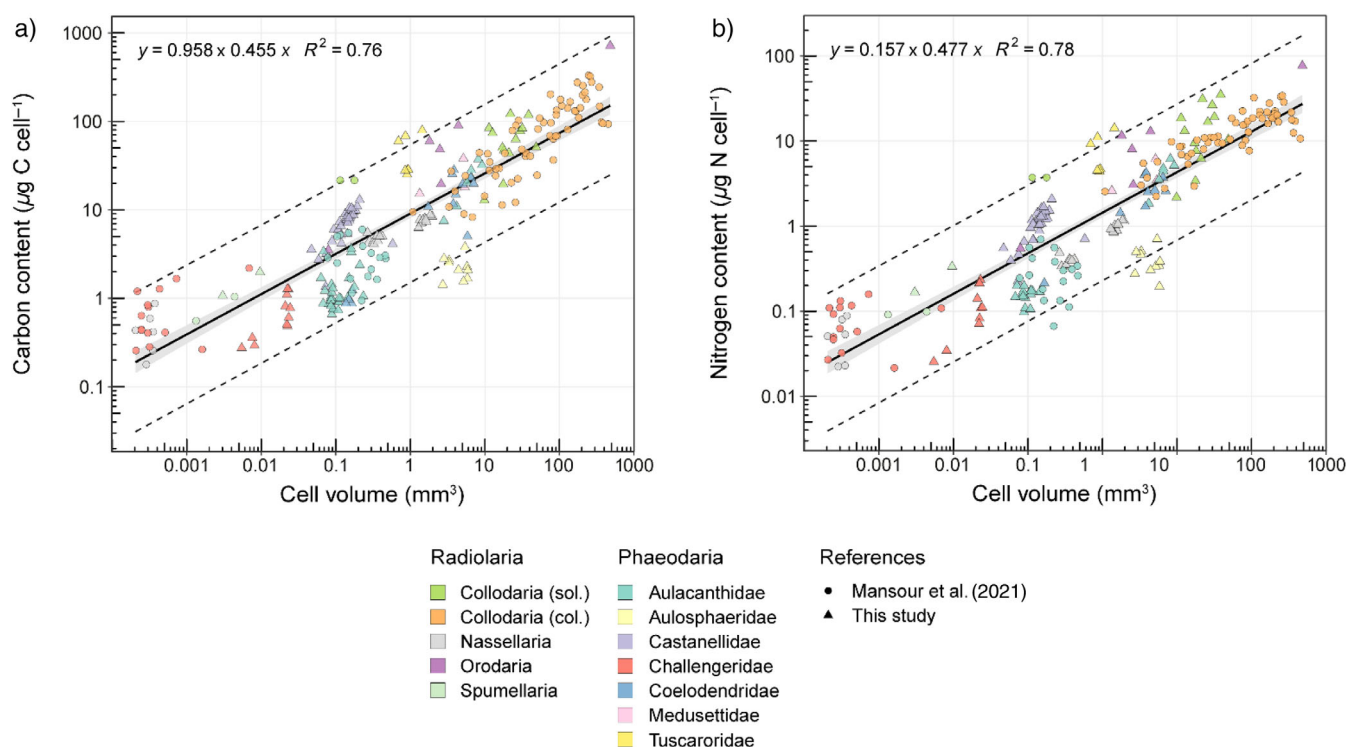 a)
y = 0.958 x 0.455 x R² = 0.76
Carbon content (µg C cell⁻¹)
1000
100
10
1
0.1
0.001
0.01
0.1
1
10
100
1000
Cell volume (mm³)
b)
y = 0.157 x 0.477 x R² = 0.78
Nitrogen content (µg N cell⁻¹)
100
10
1
0.1
0.01
0.001
0.01
0.1
1
10
100
1000
Cell volume (mm³)
Radiolaria
Collodaria (sol.)
Collodaria (col.)
Nassellaria
Orodaria
Spumellaria
Phaeodaria
Aulacanthidae
Aulosphaeridae
Castanellidae
Challengeridae
Coelodendridae
Medusettidae
Tuscaroridae
References
Mansour et al. (2021)
This study